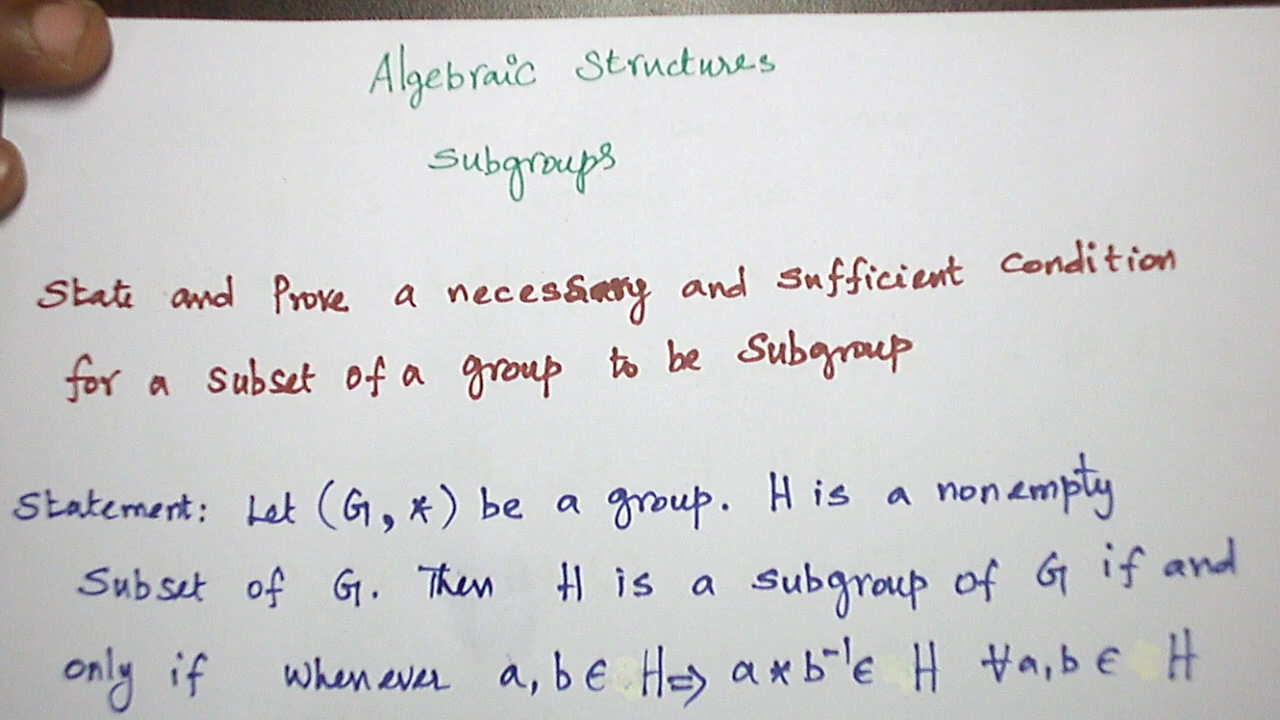 Algebraic Structures
Subgroups
State and Prove a necessary and sufficient condition
for a subset of a group to be Subgroup
Statement: Let (G, *) be a group. H is a nonempty
Subset of G. Then H is a subgroup of G if and
only if whenever a, b ∈ H ⇒ a * b⁻¹ ∈ H ∀ a, b ∈ H